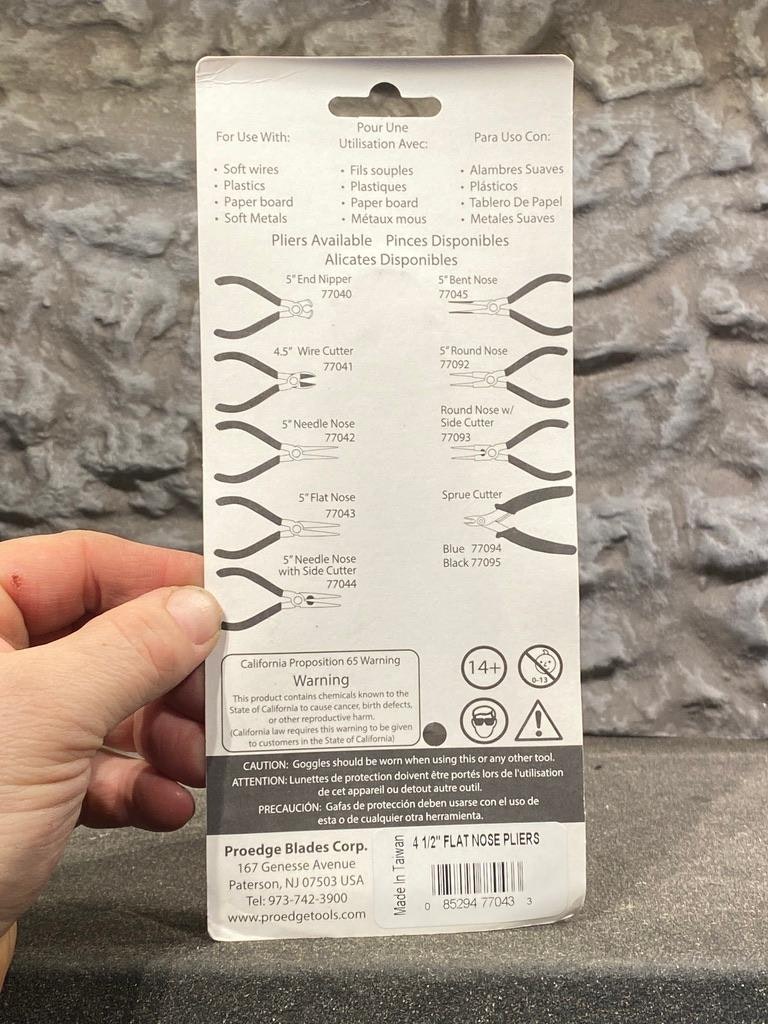 For Use With:
• Soft wires
• Plastics
• Paper board
• Soft Metals
Pour Une
Utilisation Avec:
• Fils souples
• Plastiques
• Paper board
• Métaux mous
Para Uso Con:
• Alambres Suaves
• Plásticos
• Tablero De Papel
• Metales Suaves
Pliers Available Pinces Disponibles
Alicates Disponibles
5" End Nipper
77040
4.5" Wire Cutter
77041
5" Needle Nose
77042
5" Flat Nose
77043
5" Needle Nose
with Side Cutter
77044
5" Bent Nose
77045
5" Round Nose
77092
Round Nose w/
Side Cutter
77093
Sprue Cutter
Blue 77094
Black 77095
California Proposition 65 Warning
Warning
This product contains chemicals known to the
State of California to cause cancer, birth defects,
or other reproductive harm.
(California law requires this warning to be given
to customers in the State of California)
14+
0-13
CAUTION: Goggles should be worn when using this or any other tool.
ATTENTION: Lunettes de protection doivent être portés lors de l'utilisation
de cet appareil ou detout autre outil.
PRECAUCIÓN: Gafas de protección deben usarse con el uso de
esta o de cualquier otra herramienta.
Proedge Blades Corp.
167 Genesse Avenue
Paterson, NJ 07503 USA
Tel: 973-742-3900
www.proedgetools.com
Made In Taiwan
4 1/2" FLAT NOSE PLIERS
0 85294 77043 3